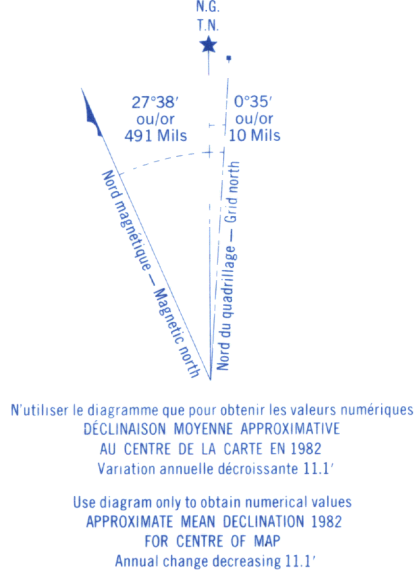 N.G.
T.N.
27°38′
ou/or
491 Mils
0°35′
ou/or
10 Mils
Nord magnétique — Magnetic north
Nord du quadrillage — Grid north
N'utiliser le diagramme que pour obtenir les valeurs numériques
DÉCLINAISON MOYENNE APPROXIMATIVE
AU CENTRE DE LA CARTE EN 1982
Variation annuelle décroissante 11.1′
Use diagram only to obtain numerical values
APPROXIMATE MEAN DECLINATION 1982
FOR CENTRE OF MAP
Annual change decreasing 11.1′